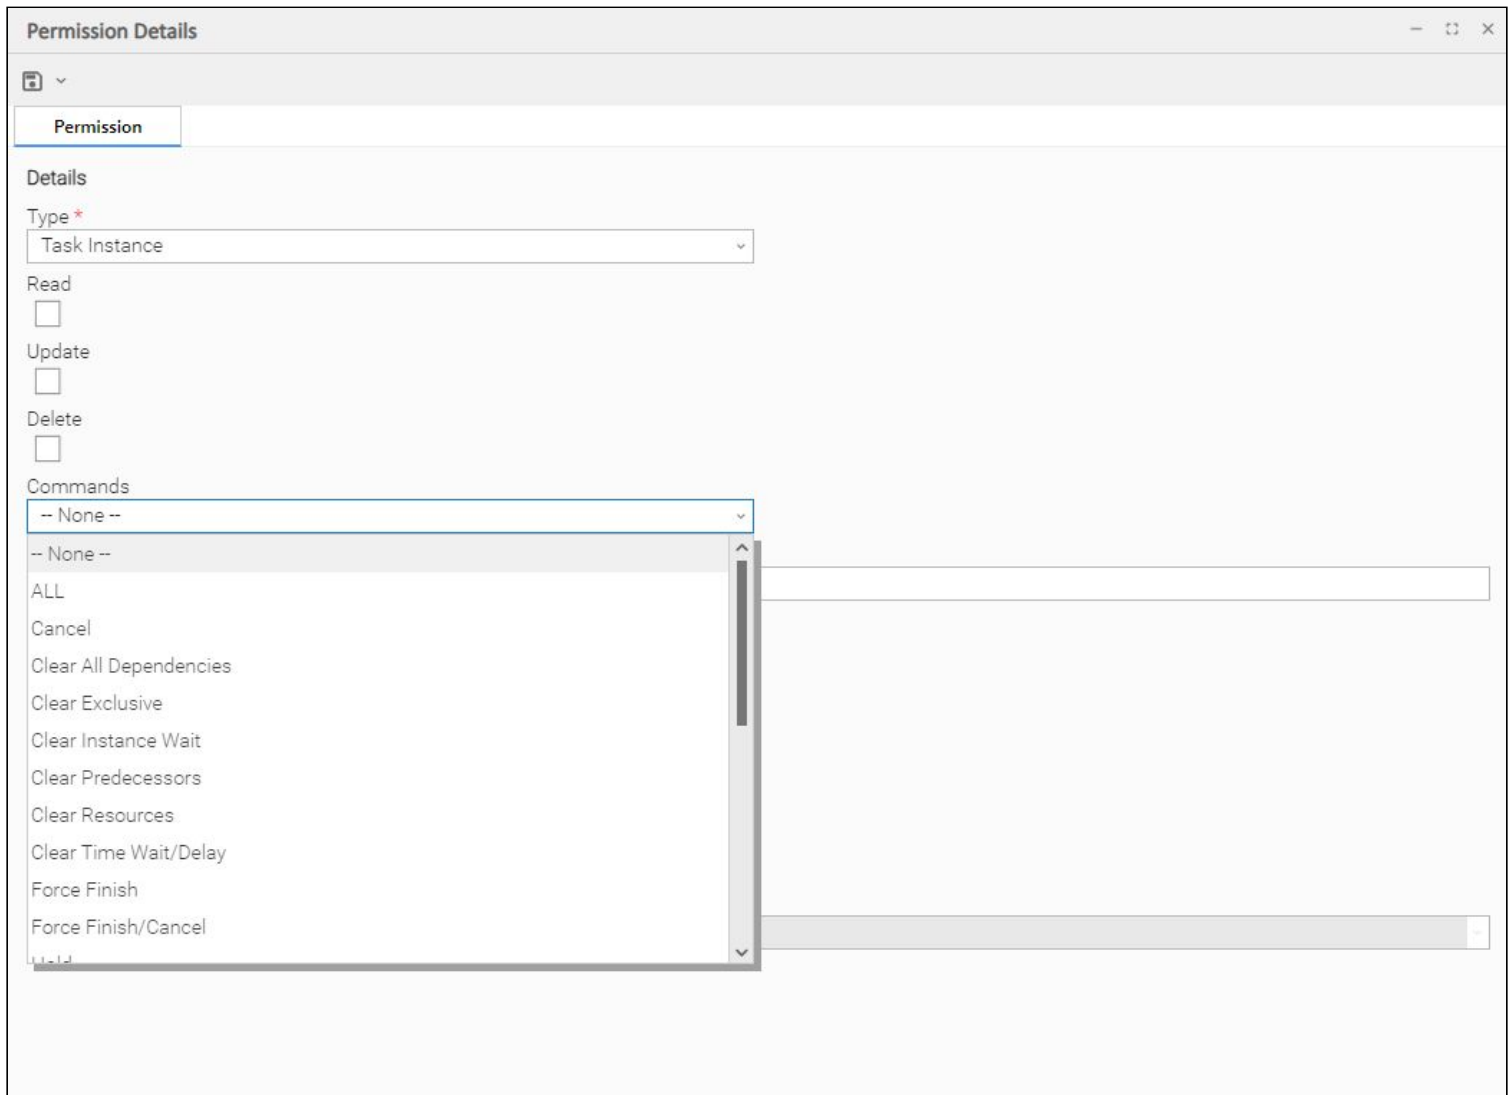 Permission Details
Permission
Details
Type *
Task Instance
Read
Update
Delete
Commands
-- None --
-- None --
ALL
Cancel
Clear All Dependencies
Clear Exclusive
Clear Instance Wait
Clear Predecessors
Clear Resources
Clear Time Wait/Delay
Force Finish
Force Finish/Cancel